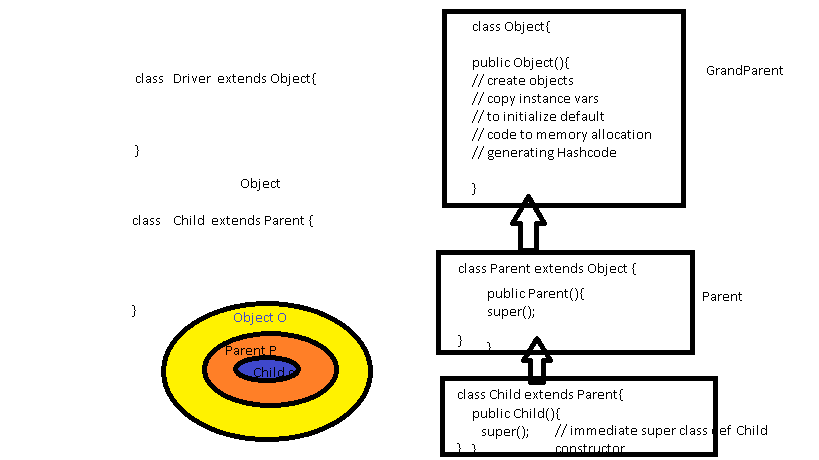 class Driver extends Object{
}
Object
class Child extends Parent {
}
Object O
Parent P
Child
class Object{
public Object(){
// create objects
// copy instance vars
// to initialize default
// code to memory allocation
// generating Hashcode
}
GrandParent
class Parent extends Object {
public Parent(){
super();
}
}
Parent
class Child extends Parent{
public Child(){
super(); // immediate super class def Child
} } constructor